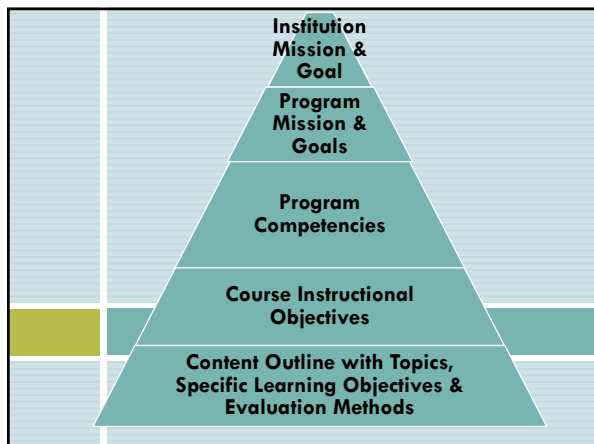 Institution
Mission &
Goal
Program
Mission &
Goals
Program
Competencies
Course Instructional
Objectives
Content Outline with Topics,
Specific Learning Objectives &
Evaluation Methods